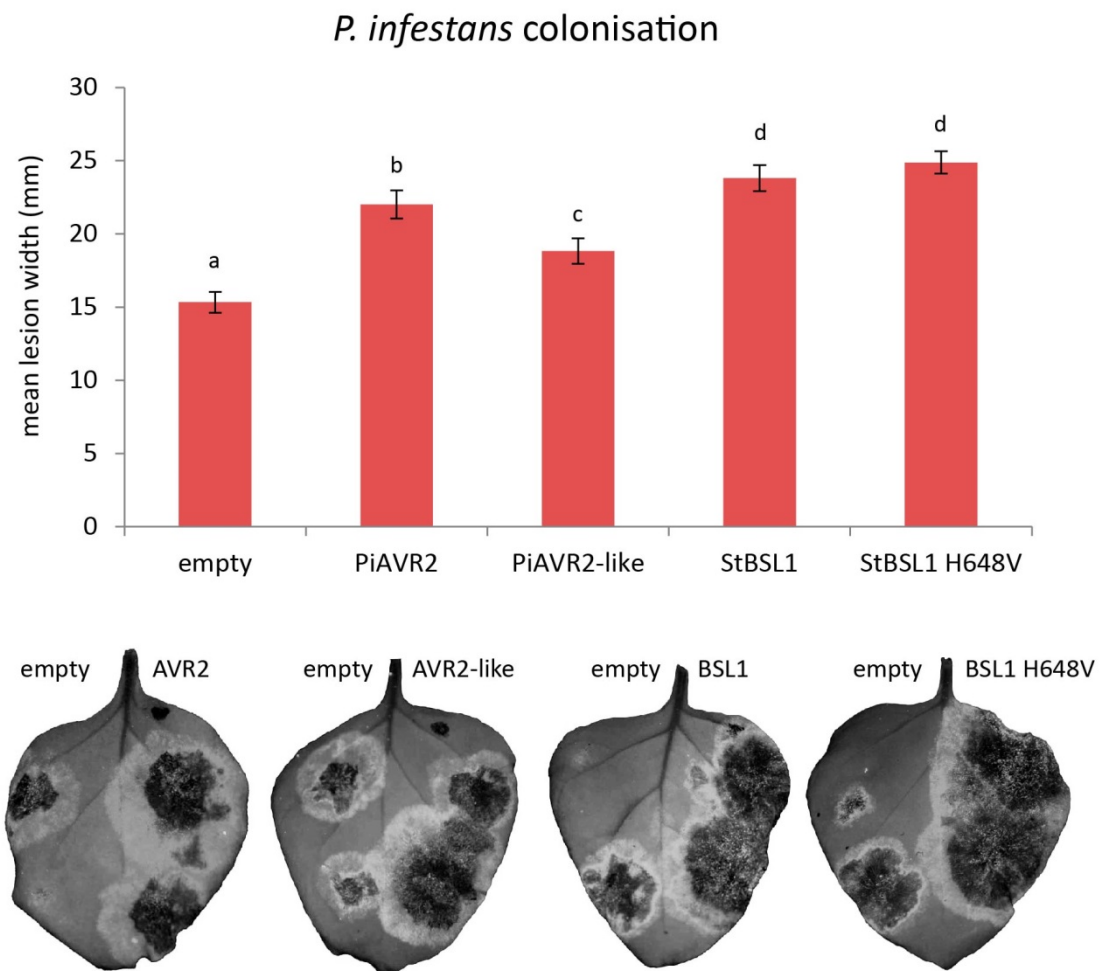 P. infestans colonisation
mean lesion width (mm)
30
25
20
15
10
5
0
a
b
c
d
d
empty PiAVR2 PiAVR2-like StBSL1 StBSL1 H648V
empty AVR2 empty AVR2-like empty BSL1 empty BSL1 H648V